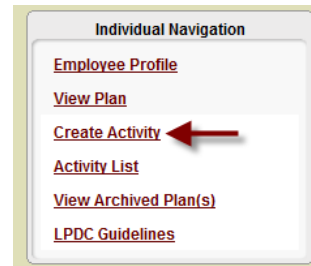 Individual Navigation
Employee Profile
View Plan
Create Activity
Activity List
View Archived Plan(s)
LPDC Guidelines